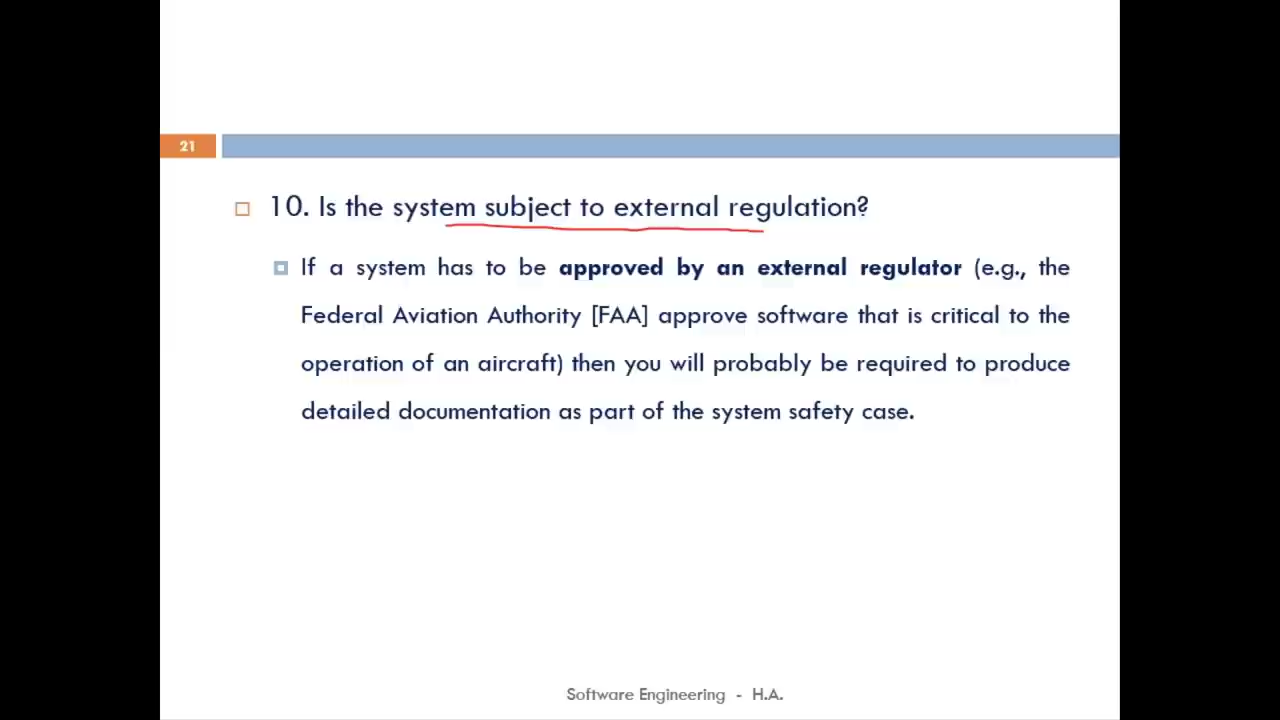 21
10. Is the system subject to external regulation?
If a system has to be approved by an external regulator (e.g., the
Federal Aviation Authority [FAA] approve software that is critical to the
operation of an aircraft) then you will probably be required to produce
detailed documentation as part of the system safety case.
Software Engineering - H.A.